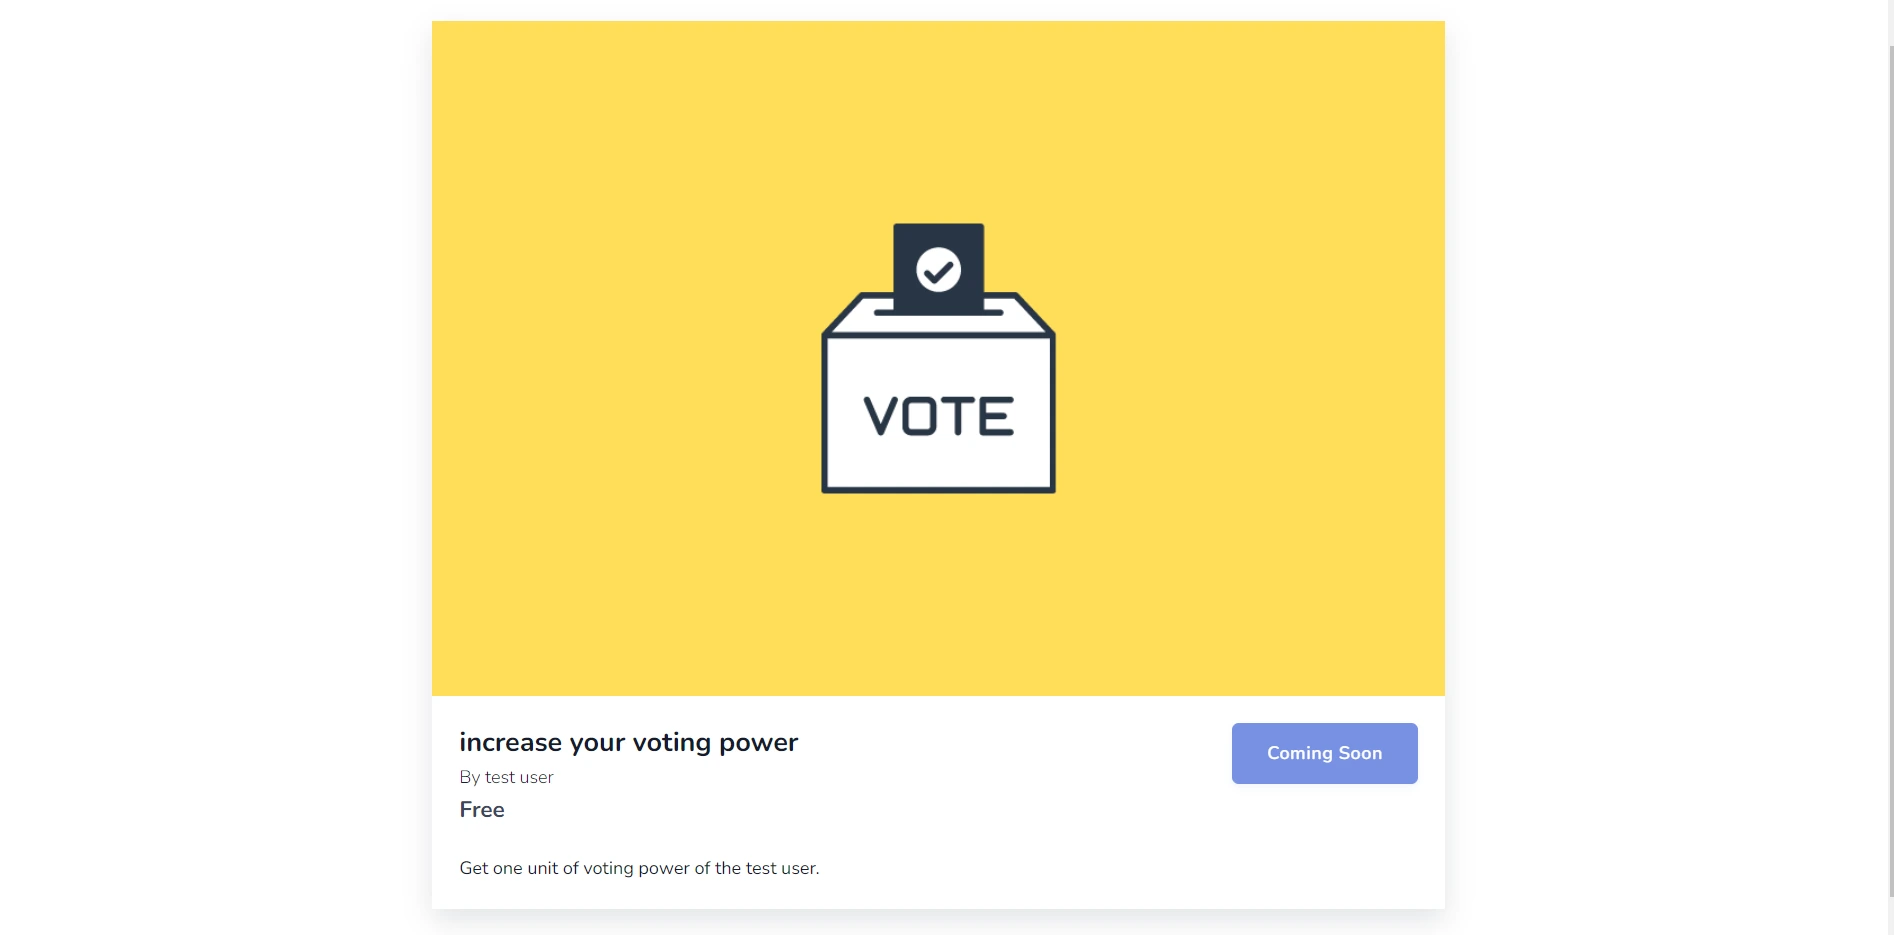 VOTE
increase your voting power
Coming Soon
By test user
Free
Get one unit of voting power of the test user.